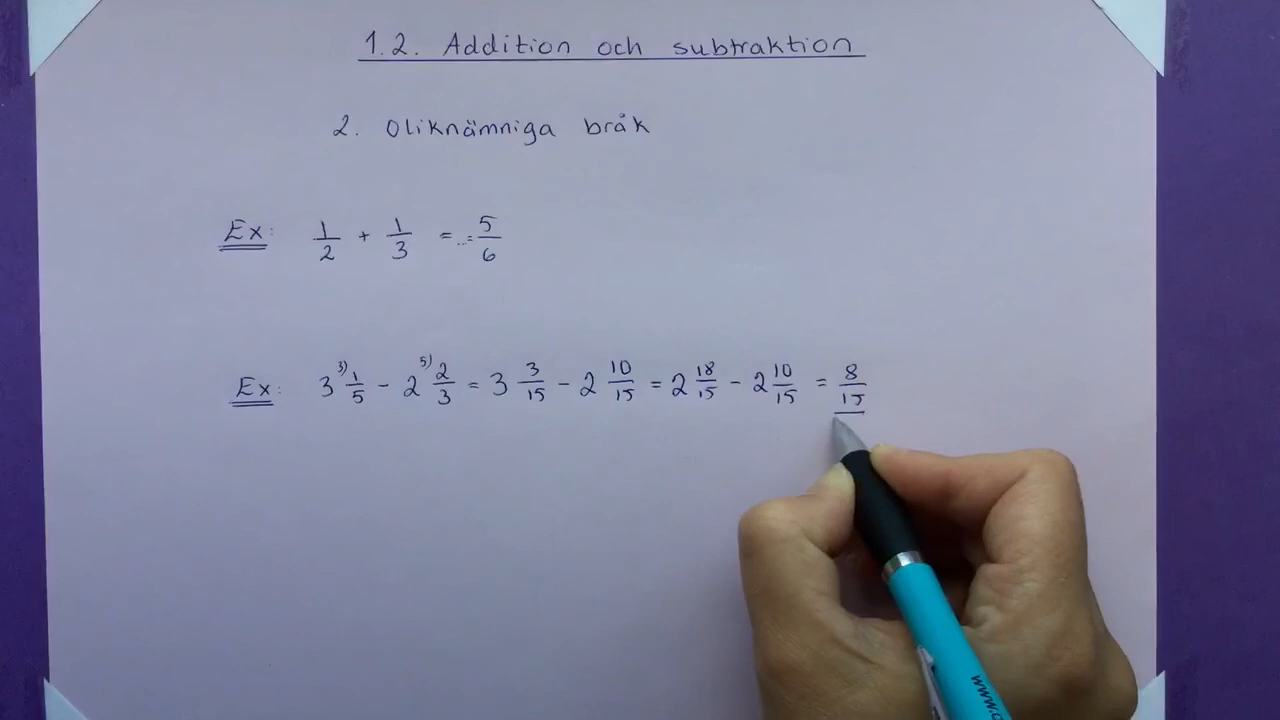 1.2. Addition och subtraktion
2. Oliknämniga bråk
Ex: 1/2 + 1/3 = ...= 5/6
Ex: 3 3) 1/5 - 2 5) 2/3 = 3 3/15 - 2 10/15 = 2 18/15 - 2 10/15 = 8/15